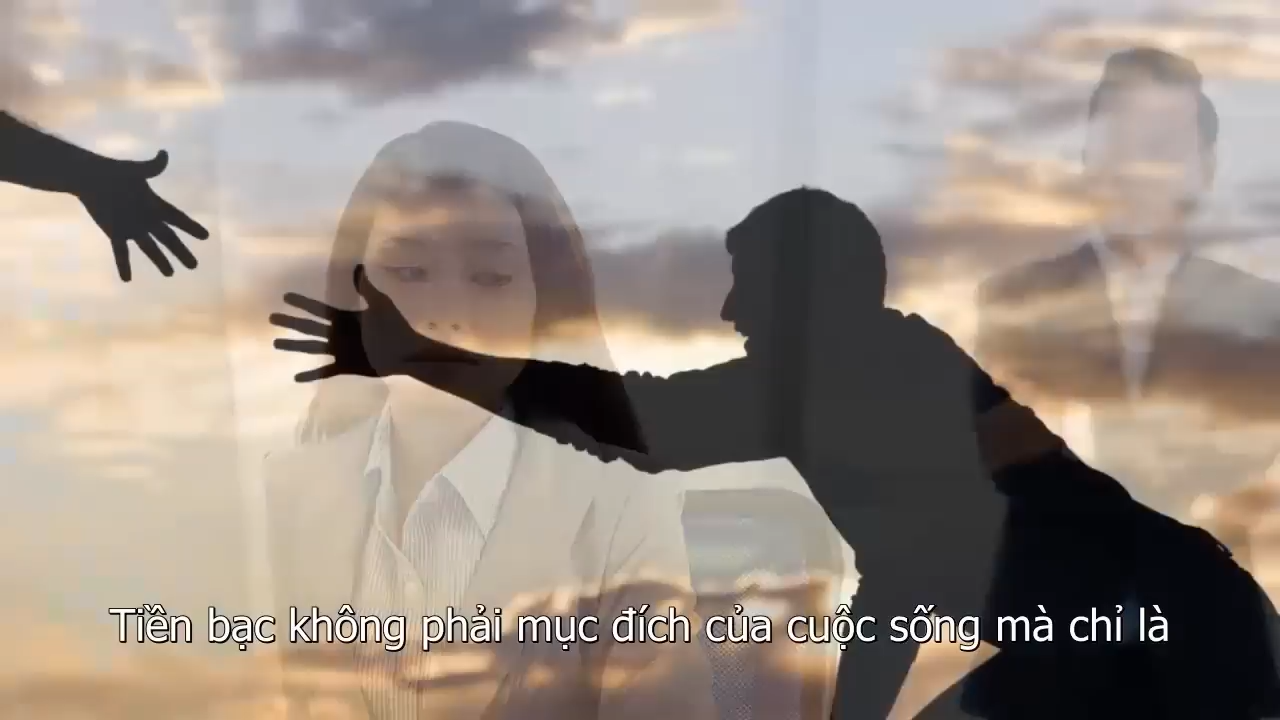 Tiền bạc không phải mục đích của cuộc sống mà chỉ là